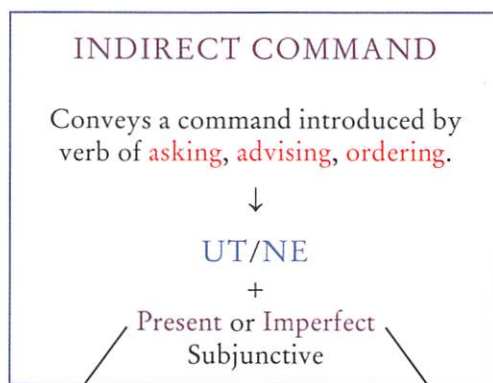 INDIRECT COMMAND
Conveys a command introduced by
verb of asking, advising, ordering.
↓
UT/NE
+
Present or Imperfect
Subjunctive